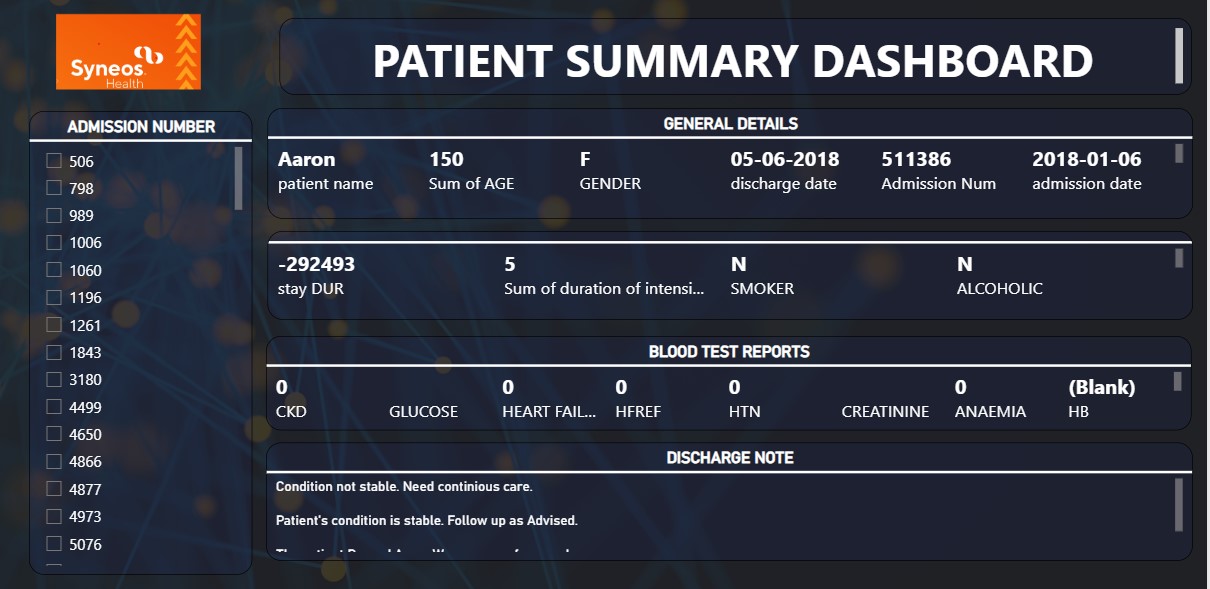 Syneos
Health
PATIENT SUMMARY DASHBOARD
ADMISSION NUMBER
506
798
989
1006
1060
1196
1261
1843
3180
4499
4650
4866
4877
4973
5076
GENERAL DETAILS
Aaron 150 F 05-06-2018 511386 2018-01-06
patient name Sum of AGE GENDER discharge date Admission Num admission date
-292493 5 N N
stay DUR Sum of duration of intensi... SMOKER ALCOHOLIC
BLOOD TEST REPORTS
0 0 0 0 0 (Blank)
CKD GLUCOSE HEART FAIL... HFREF HTN CREATININE ANAEMIA HB
DISCHARGE NOTE
Condition not stable. Need continious care.
Patient's condition is stable. Follow up as Advised.